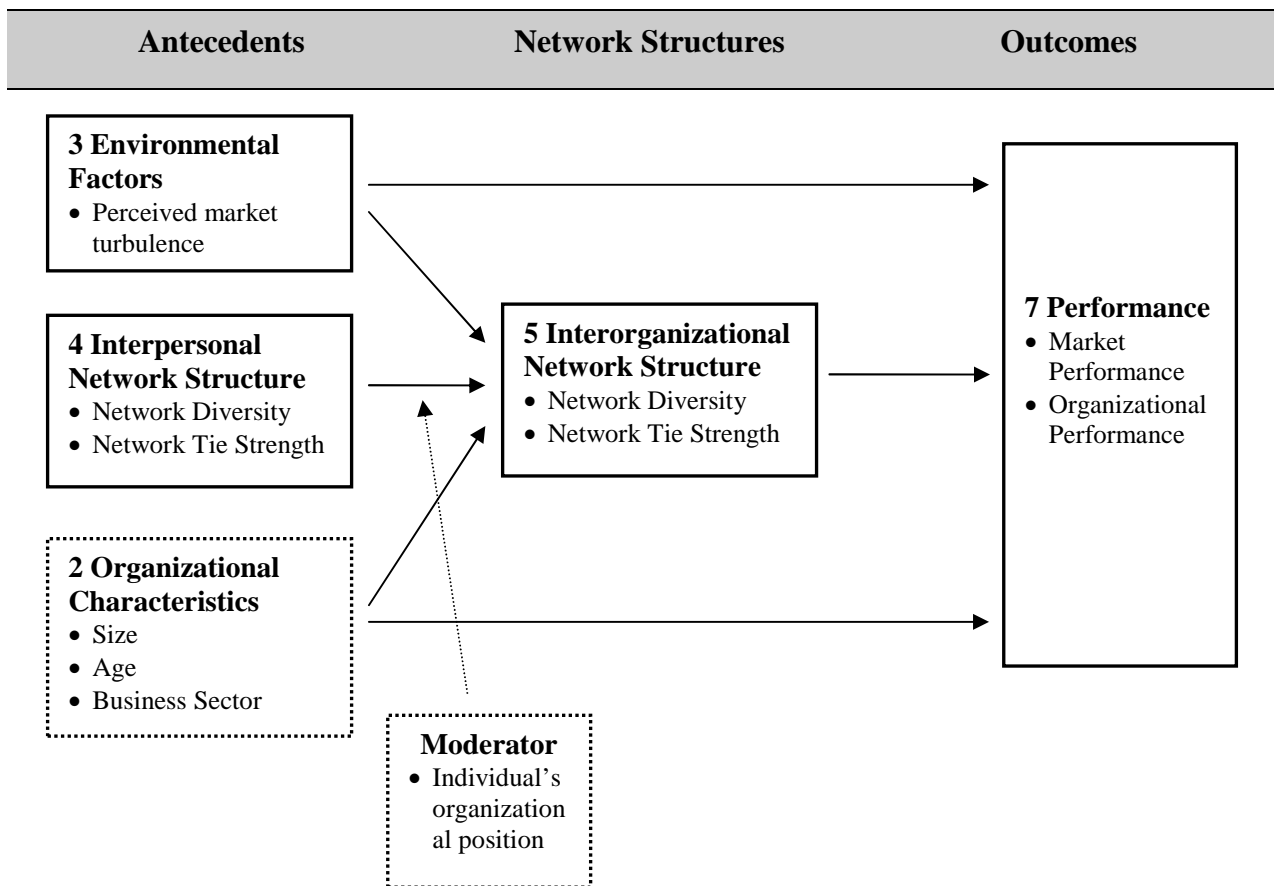 Antecedents Network Structures Outcomes
3 Environmental
Factors
• Perceived market
turbulence
4 Interpersonal
Network Structure
• Network Diversity
• Network Tie Strength
2 Organizational
Characteristics
• Size
• Age
• Business Sector
5 Interorganizational
Network Structure
• Network Diversity
• Network Tie Strength
Moderator
• Individual’s
organization
al position
7 Performance
• Market
Performance
• Organizational
Performance